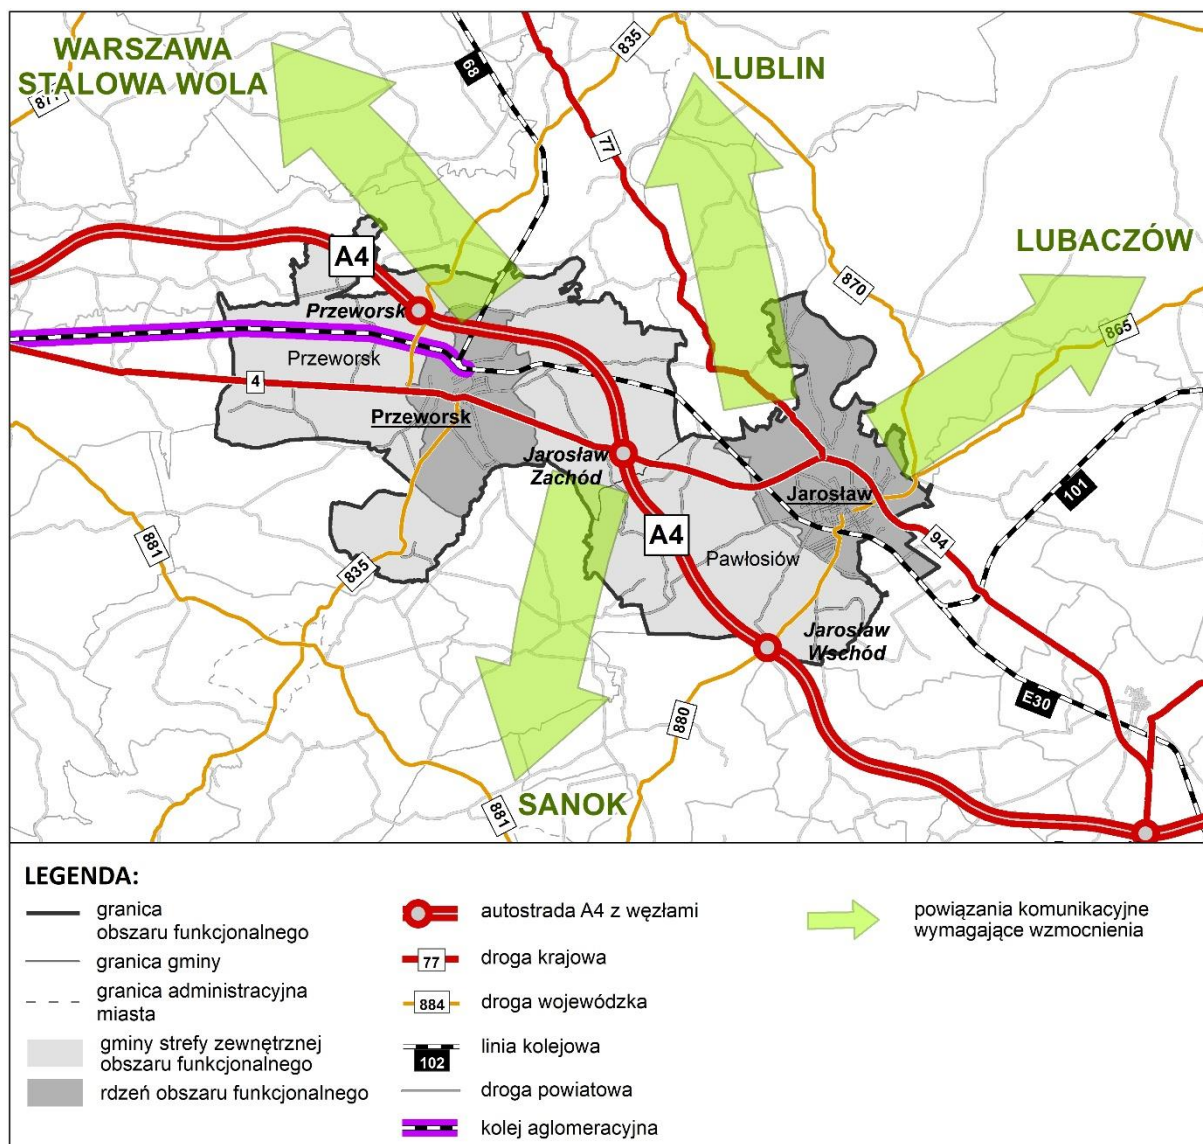 WARSZAWA
STALOWA WOLA
68
835
LUBLIN
77
LUBACZÓW
870
865
A4
Przeworsk
Przeworsk
4
Przeworsk
Jarosław
Zachód
Jarosław
101
94
A4
Pawłosiów
881
835
Jarosław
Wschód
E30
880
SANOK
881
LEGENDA:
granica
obszaru funkcjonalnego
granica gminy
granica administracyjna
miasta
gminy strefy zewnętrznej
obszaru funkcjonalnego
rdzeń obszaru funkcjonalnego
autostrada A4 z węzłami
77
droga krajowa
884
droga wojewódzka
102
linia kolejowa
droga powiatowa
kolej aglomeracyjna
powiązania komunikacyjne
wymagające wzmocnienia